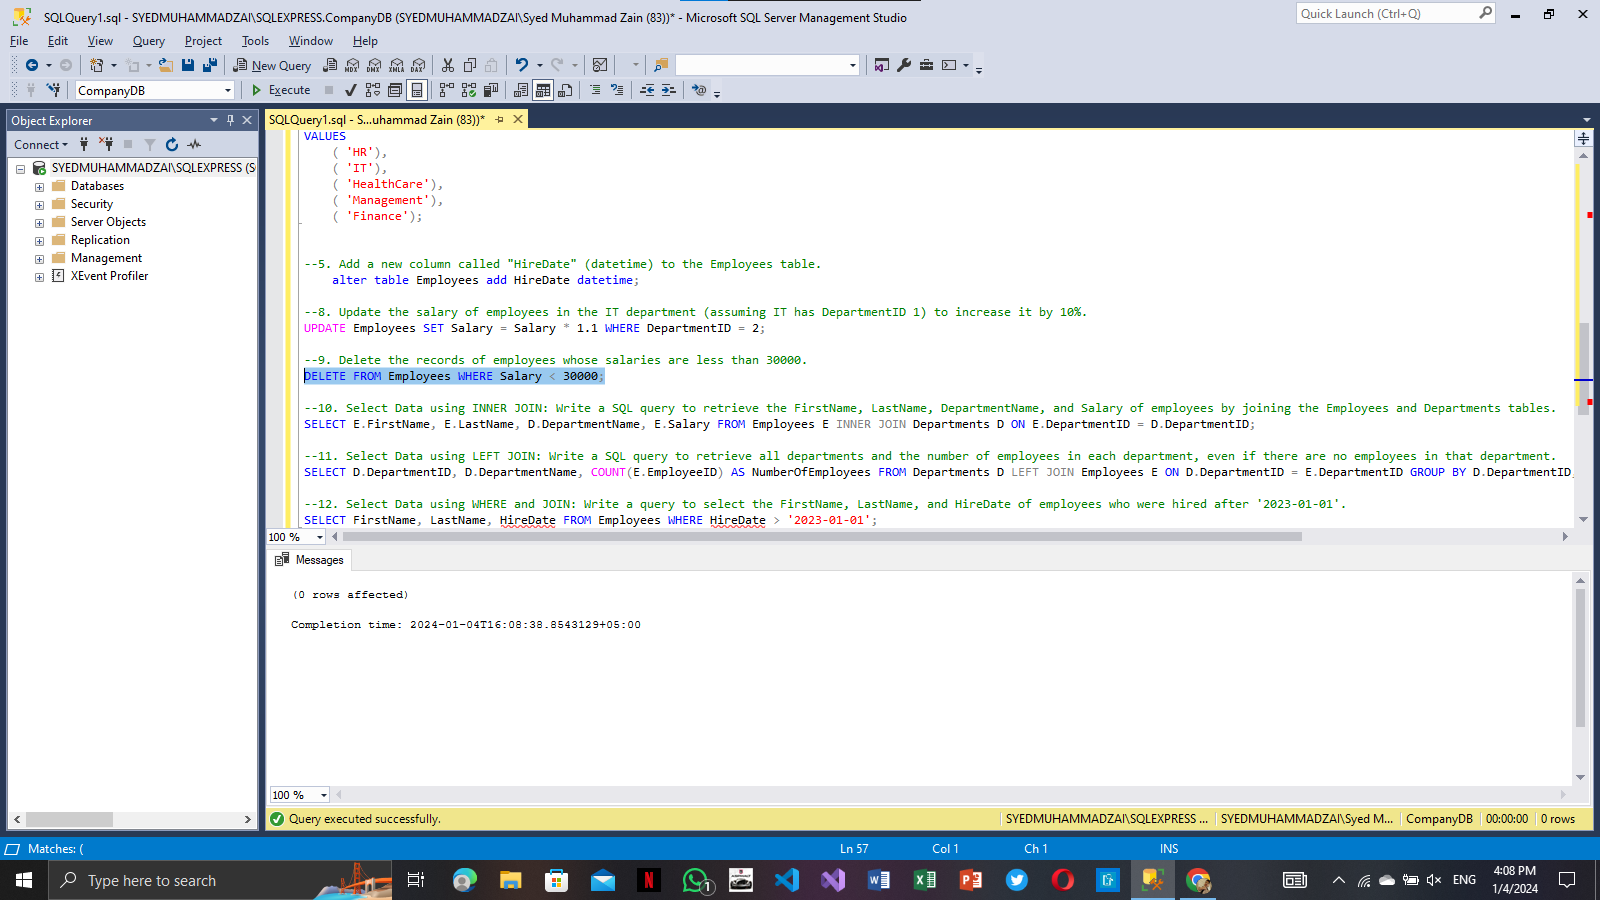 SQLQuery1.sql - SYEDMUHAMMADZAI\SQLEXPRESS.CompanyDB (SYEDMUHAMMADZAI\Syed Muhammad Zain (83))* - Microsoft SQL Server Management Studio
Quick Launch (Ctrl+Q)
File Edit View Query Project Tools Window Help
New Query MDX DMX XMLA DAX
CompanyDB Execute
Object Explorer
Connect
SYEDMUHAMMADZAI\SQLEXPRESS (S
Databases
Security
Server Objects
Replication
Management
XEvent Profiler
SQLQuery1.sql - S...uhammad Zain (83))*
VALUES
( 'HR'),
( 'IT'),
( 'HealthCare'),
( 'Management'),
( 'Finance');
--5. Add a new column called "HireDate" (datetime) to the Employees table.
alter table Employees add HireDate datetime;
--8. Update the salary of employees in the IT department (assuming IT has DepartmentID 1) to increase it by 10%.
UPDATE Employees SET Salary = Salary * 1.1 WHERE DepartmentID = 2;
--9. Delete the records of employees whose salaries are less than 30000.
DELETE FROM Employees WHERE Salary < 30000;
--10. Select Data using INNER JOIN: Write a SQL query to retrieve the FirstName, LastName, DepartmentName, and Salary of employees by joining the Employees and Departments tables.
SELECT E.FirstName, E.LastName, D.DepartmentName, E.Salary FROM Employees E INNER JOIN Departments D ON E.DepartmentID = D.DepartmentID;
--11. Select Data using LEFT JOIN: Write a SQL query to retrieve all departments and the number of employees in each department, even if there are no employees in that department.
SELECT D.DepartmentID, D.DepartmentName, COUNT(E.EmployeeID) AS NumberOfEmployees FROM Departments D LEFT JOIN Employees E ON D.DepartmentID = E.DepartmentID GROUP BY D.DepartmentID,
--12. Select Data using WHERE and JOIN: Write a query to select the FirstName, LastName, and HireDate of employees who were hired after '2023-01-01'.
SELECT FirstName, LastName, HireDate FROM Employees WHERE HireDate > '2023-01-01';
100 %
Messages
(0 rows affected)
Completion time: 2024-01-04T16:08:38.8543129+05:00
100 %
Query executed successfully. SYEDMUHAMMADZAI\SQLEXPRESS ... SYEDMUHAMMADZAI\Syed M... CompanyDB 00:00:00 0 rows
Matches: ( Ln 57 Col 1 Ch 1 INS
Type here to search
1
ENG
4:08 PM
1/4/2024